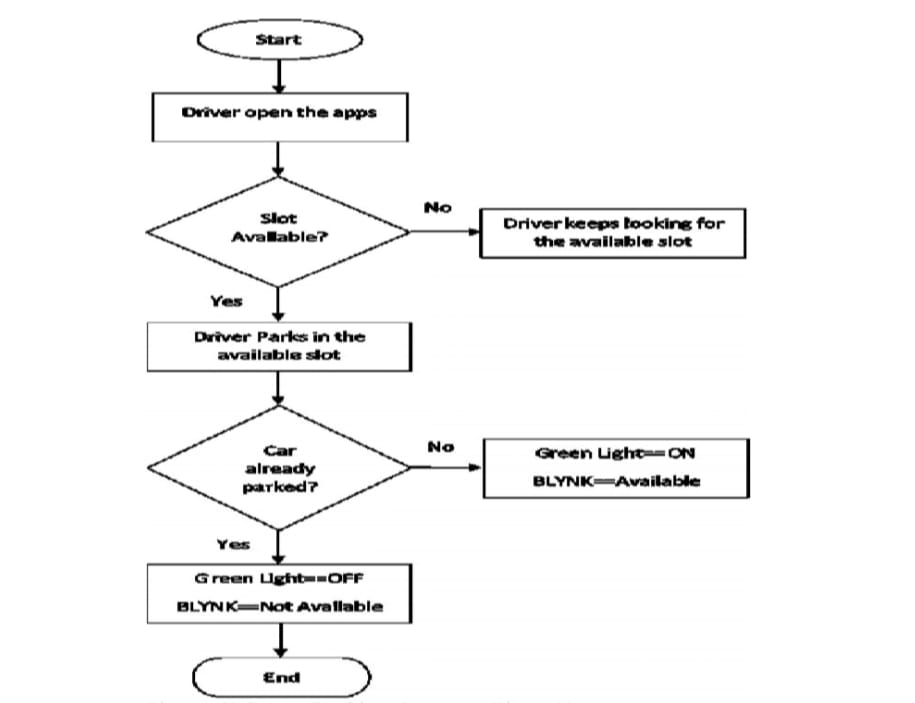 Start
Driver open the apps
Slot
Available?
No
Driver keeps looking for
the available slot
Yes
Driver Parks in the
available slot
Car
already
parked?
No
Green Light==ON
BLYNK==Available
Yes
Green Light==OFF
BLYNK==Not Available
End